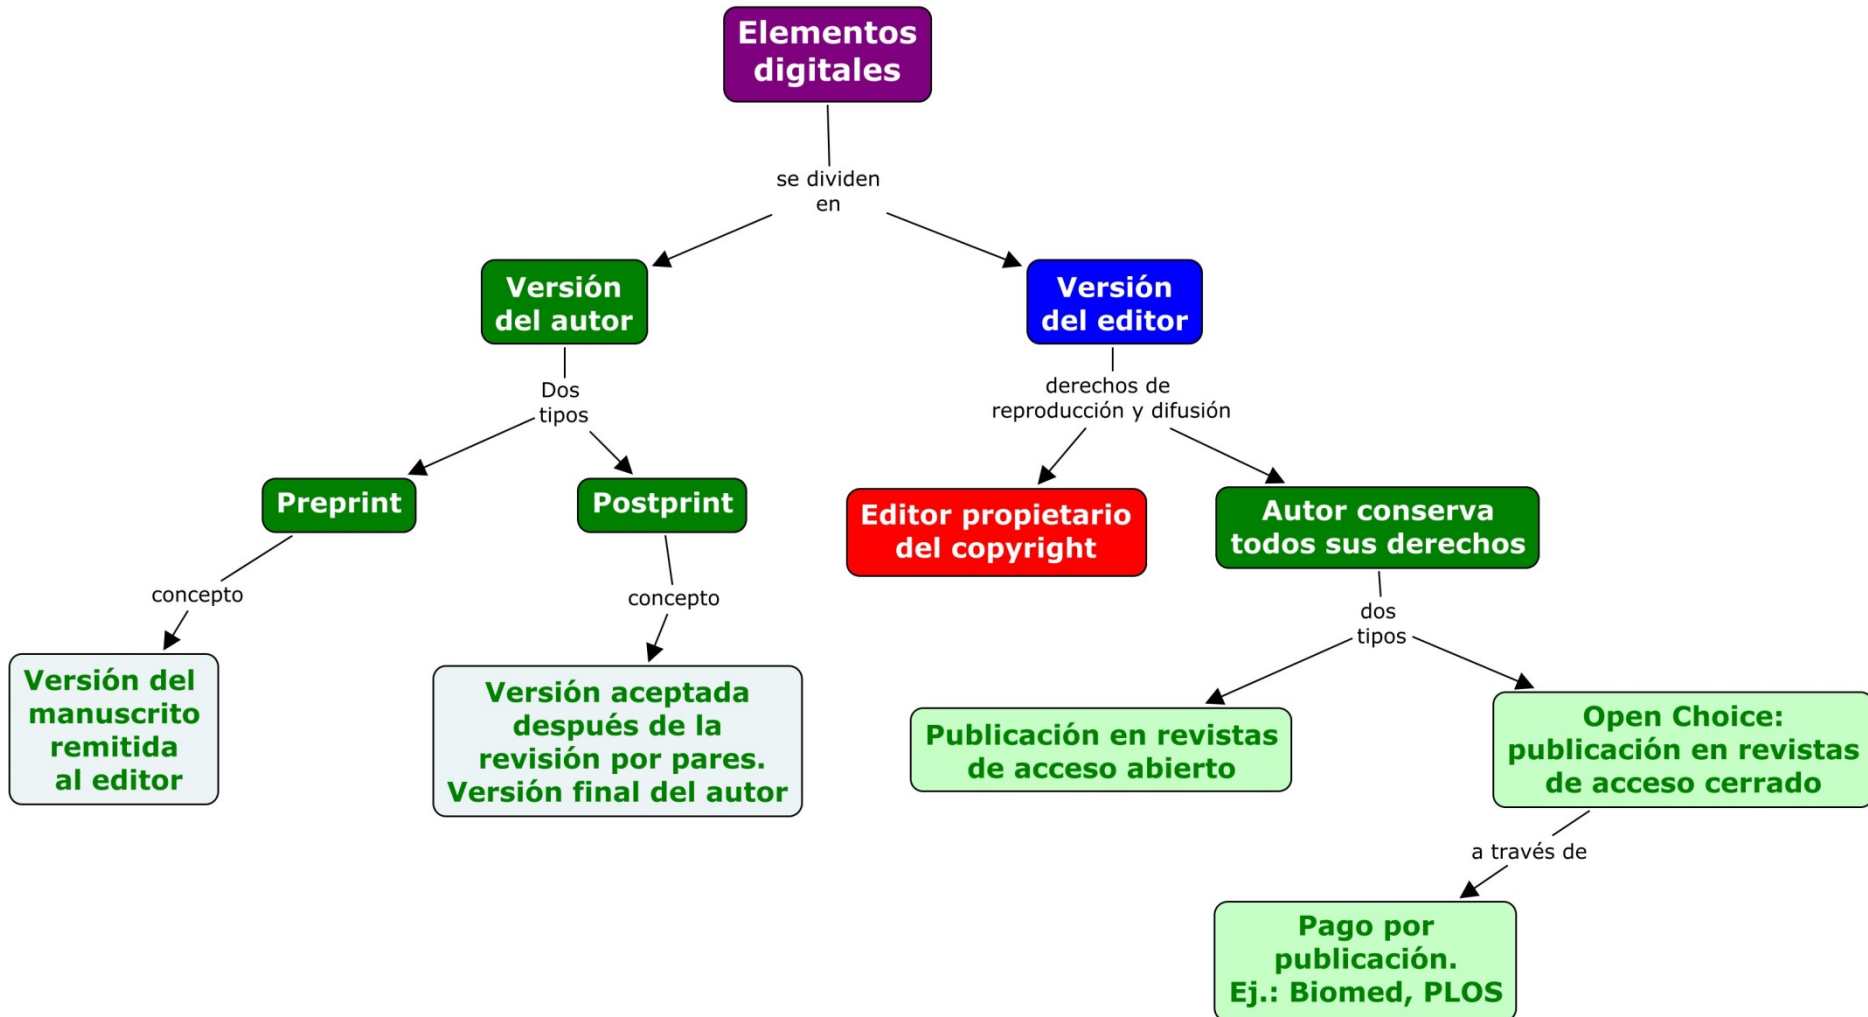 Elementos
digitales
se dividen
en
Versión
del autor
Versión
del editor
Dos
tipos
derechos de
reproducción y difusión
Preprint
Postprint
Editor propietario
del copyright
Autor conserva
todos sus derechos
concepto
concepto
dos
tipos
Versión del
manuscrito
remitida
al editor
Versión aceptada
después de la
revisión por pares.
Versión final del autor
Publicación en revistas
de acceso abierto
Open Choice:
publicación en revistas
de acceso cerrado
a través de
Pago por
publicación.
Ej.: Biomed, PLOS